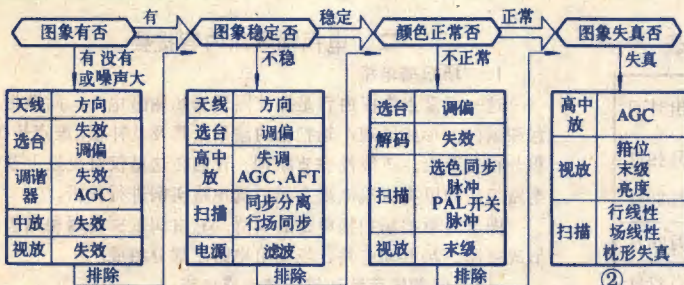 图象有否
有
图象稳定否
稳定
颜色正常否
正常
图象失真否
有 没有
或噪声大
不稳
不正常
失真
天线 方向
选台 失效
调偏
调谐器 失效
AGC
中放 失效
视放 失效
排除
天线 方向
选台 调偏
高中放 失调
AGC、AFT
扫描 同步分离
行场同步
电源 滤波
排除
选台 调偏
解码 失效
扫描 选色同步
脉冲
PAL开关
脉冲
视放 末级
排除
高中放 AGC
视放 箝位
末级
亮度
扫描 行线性
场线性
枕形失真
②